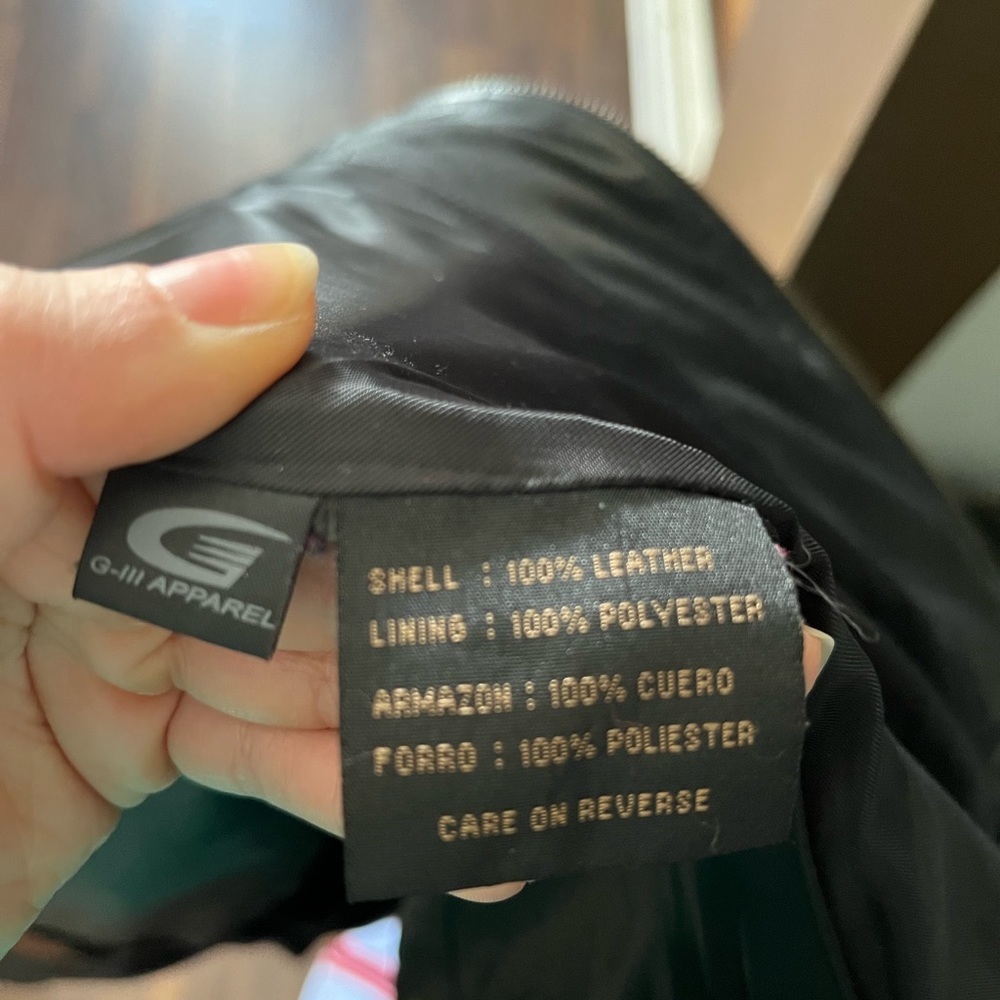 G-III APPAREL
SHELL : 100% LEATHER
LINING : 100% POLYESTER
ARMAZON : 100% CUERO
FORRO : 100% POLIESTER
CARE ON REVERSE